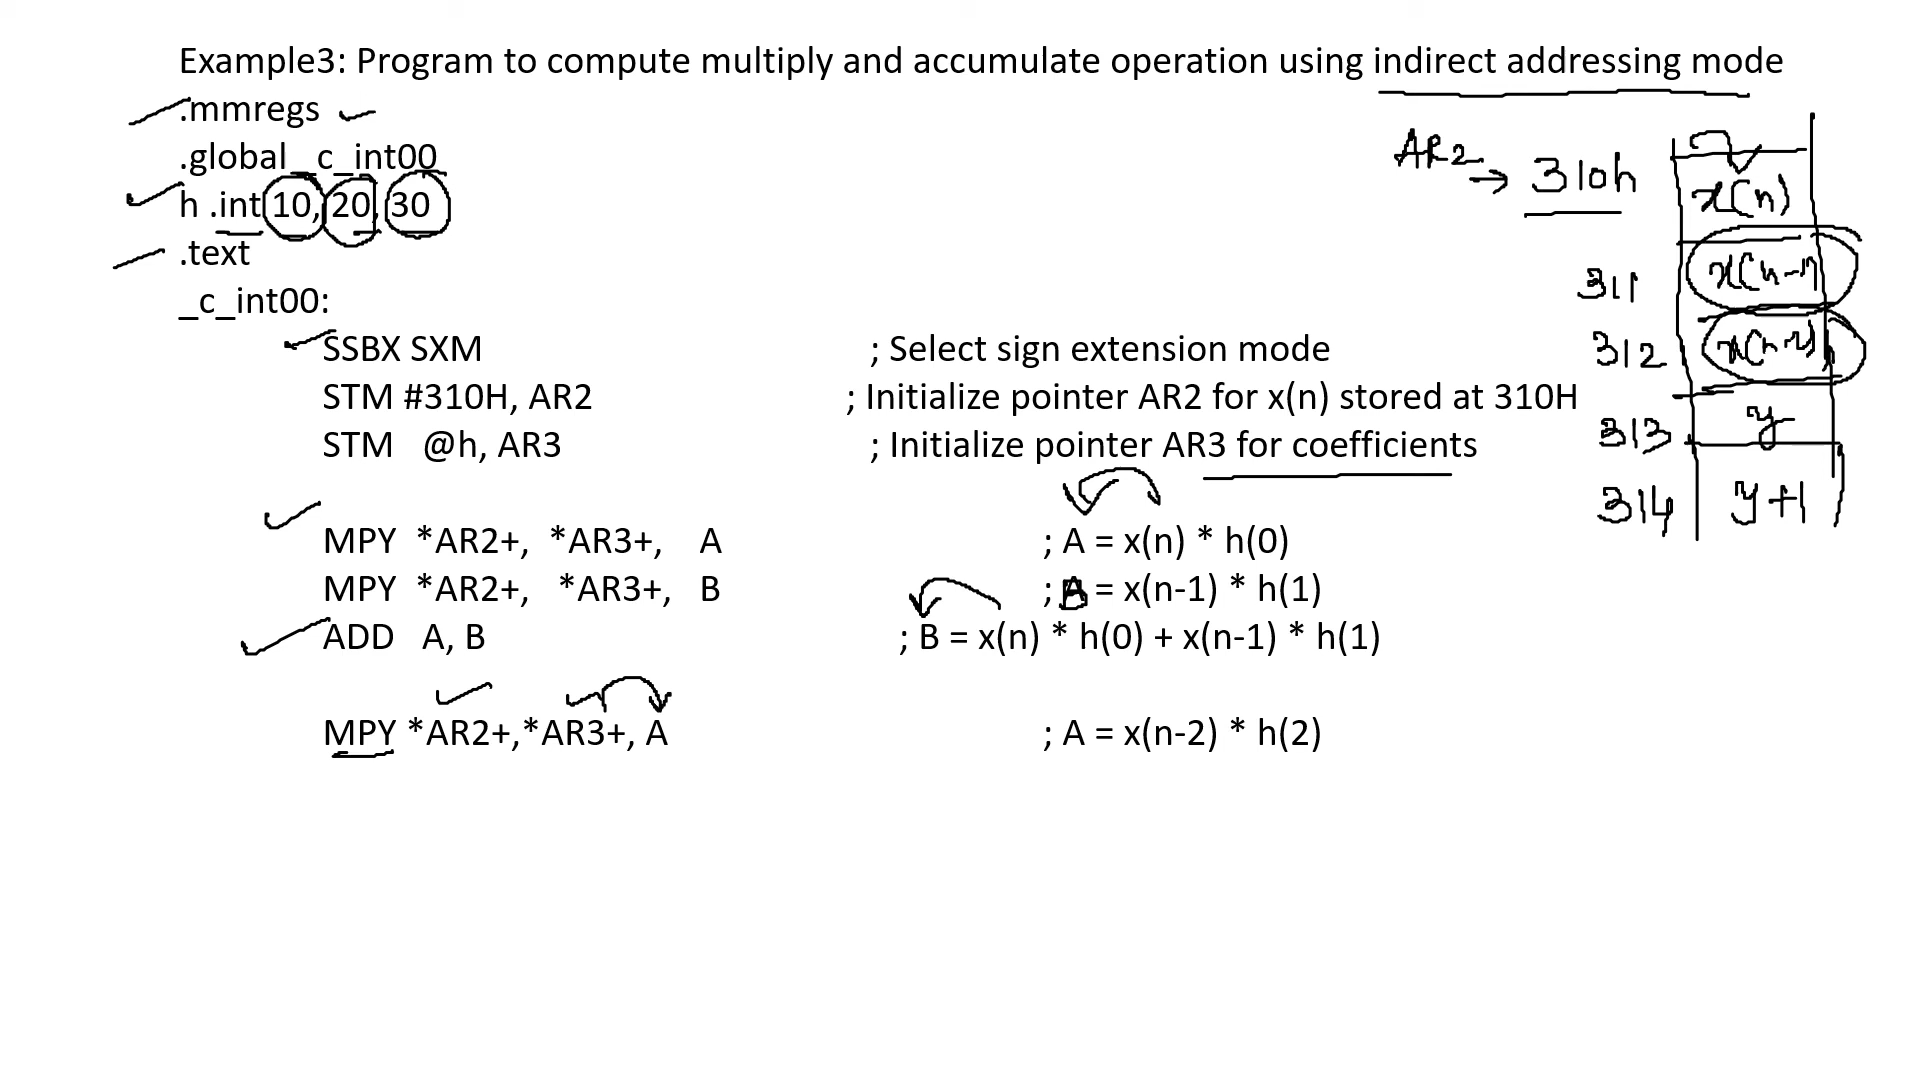 Example3: Program to compute multiply and accumulate operation using indirect addressing mode
.mmregs
.global _c_int00
h .int 10, 20, 30
.text
_c_int00:
SSBX SXM ; Select sign extension mode
STM #310H, AR2 ; Initialize pointer AR2 for x(n) stored at 310H
STM @h, AR3 ; Initialize pointer AR3 for coefficients
MPY *AR2+, *AR3+, A ; A = x(n) * h(0)
MPY *AR2+, *AR3+, B ; B = x(n-1) * h(1)
ADD A, B ; B = x(n) * h(0) + x(n-1) * h(1)
MPY *AR2+,*AR3+, A ; A = x(n-2) * h(2)
AR2 → 310h x(n)
311 x(n-1)
312 x(n-2)
313 y
314 y+1